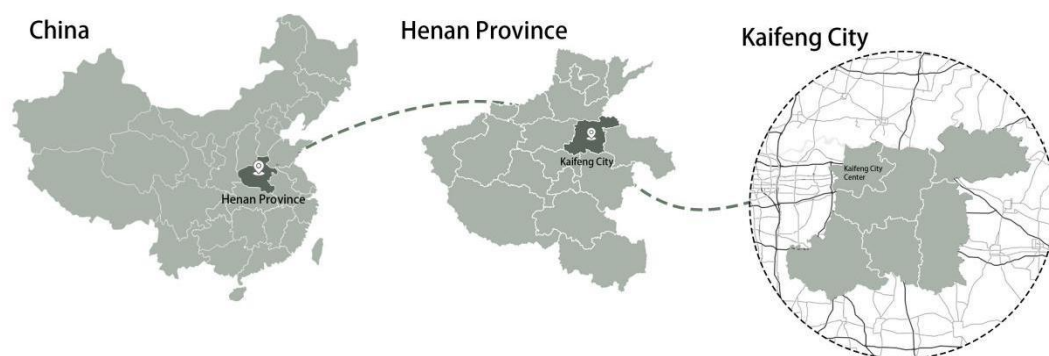 China
Henan Province
Henan Province
Kaifeng City
Kaifeng City
Kaifeng City
Center